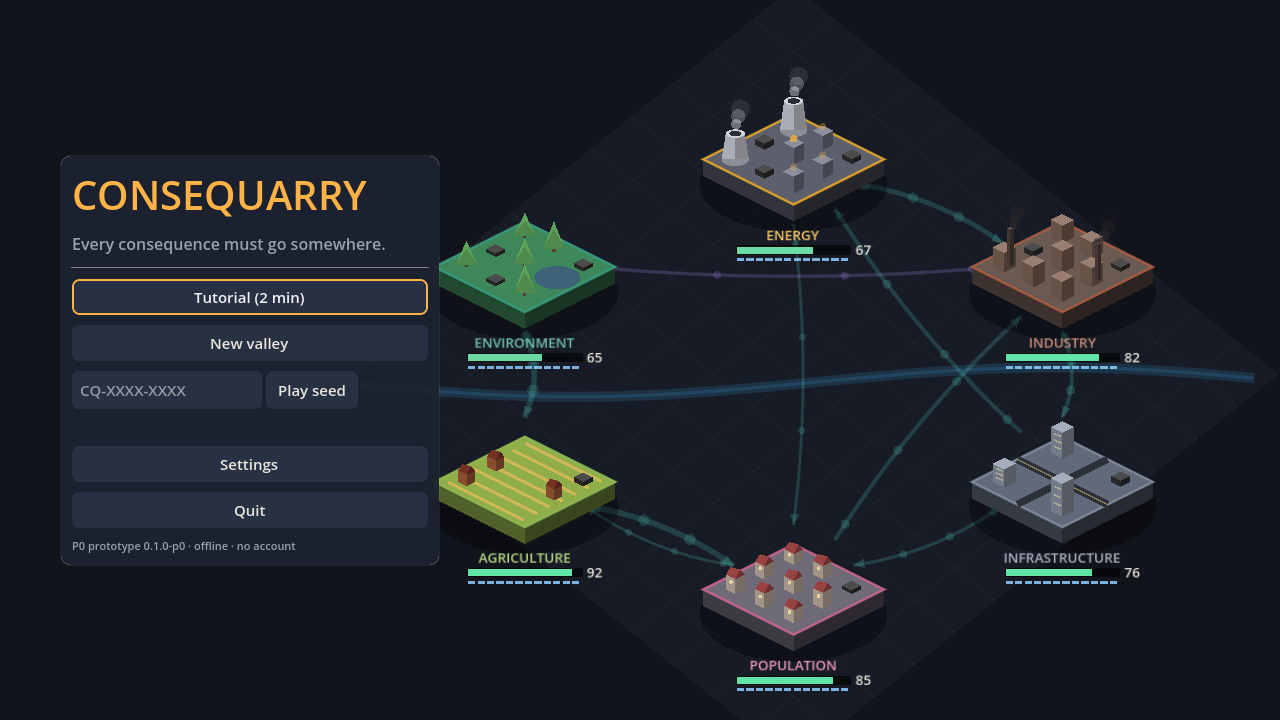 CONSEQUARRY
Every consequence must go somewhere.
Tutorial (2 min)
New valley
CQ-XXXX-XXXX
Play seed
Settings
Quit
P0 prototype 0.1.0-p0 · offline · no account
ENERGY
67
ENVIRONMENT
65
INDUSTRY
82
AGRICULTURE
92
INFRASTRUCTURE
76
POPULATION
85